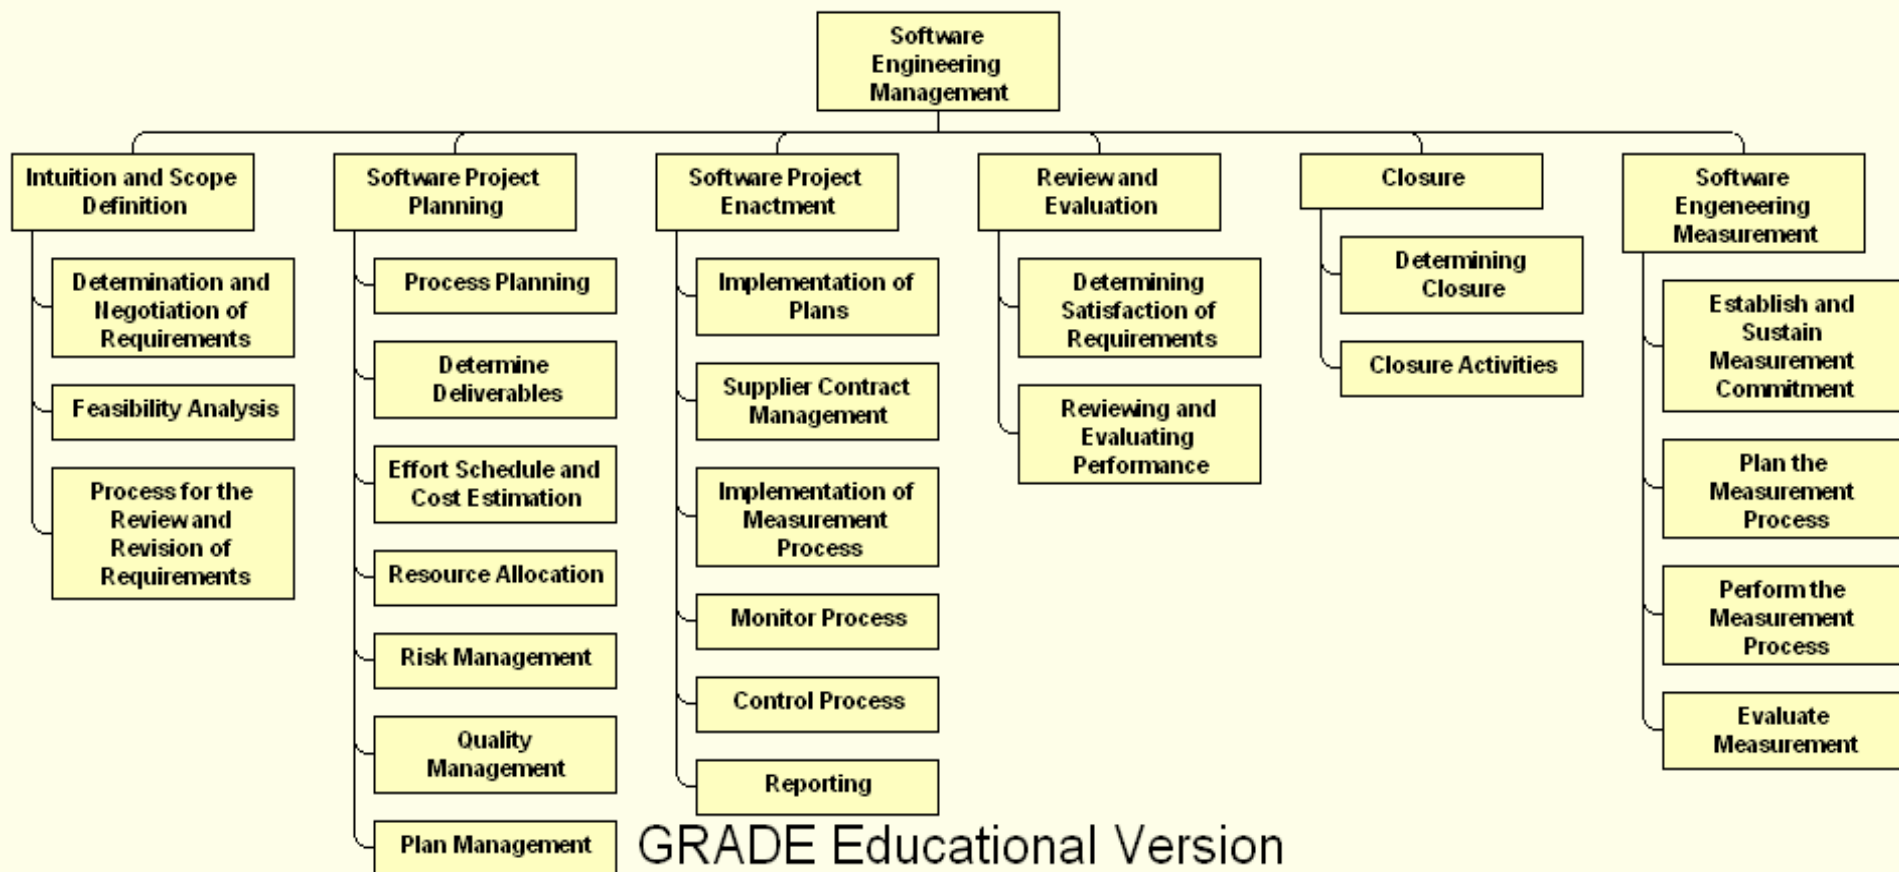 Software
Engineering
Management
Intuition and Scope
Definition
Determination and
Negotiation of
Requirements
Feasibility Analysis
Process for the
Review and
Revision of
Requirements
Software Project
Planning
Process Planning
Determine
Deliverables
Effort Schedule and
Cost Estimation
Resource Allocation
Risk Management
Quality
Management
Plan Management
Software Project
Enactment
Implementation of
Plans
Supplier Contract
Management
Implementation of
Measurement
Process
Monitor Process
Control Process
Reporting
Review and
Evaluation
Determining
Satisfaction of
Requirements
Reviewing and
Evaluating
Performance
Closure
Determining
Closure
Closure Activities
Software
Engeneering
Measurement
Establish and
Sustain
Measurement
Commitment
Plan the
Measurement
Process
Perform the
Measurement
Process
Evaluate
Measurement
GRADE Educational Version